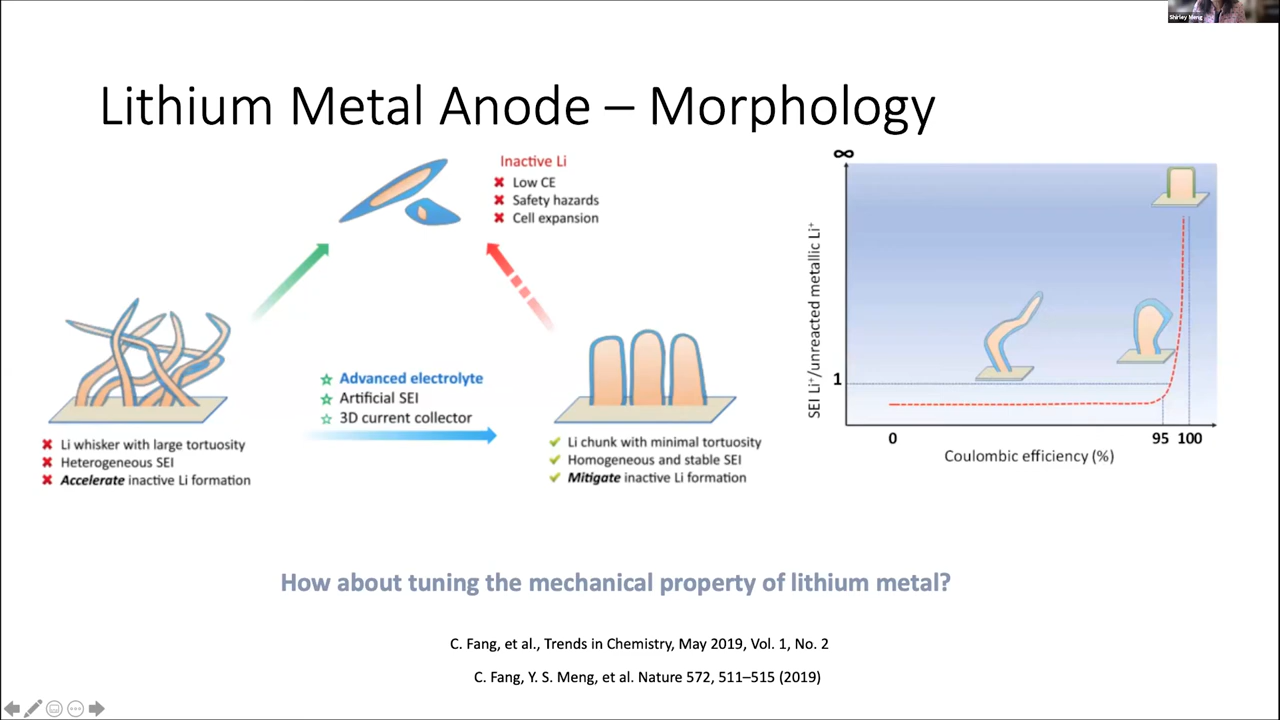 Shirley Meng
Lithium Metal Anode – Morphology
Inactive Li
✖ Low CE
✖ Safety hazards
✖ Cell expansion
☆ Advanced electrolyte
☆ Artificial SEI
☆ 3D current collector
✖ Li whisker with large tortuosity
✖ Heterogeneous SEI
✖ Accelerate inactive Li formation
✔ Li chunk with minimal tortuosity
✔ Homogeneous and stable SEI
✔ Mitigate inactive Li formation
∞
SEI Li⁺/unreacted metallic Li⁺
1
0 95 100
Coulombic efficiency (%)
How about tuning the mechanical property of lithium metal?
C. Fang, et al., Trends in Chemistry, May 2019, Vol. 1, No. 2
C. Fang, Y. S. Meng, et al. Nature 572, 511–515 (2019)